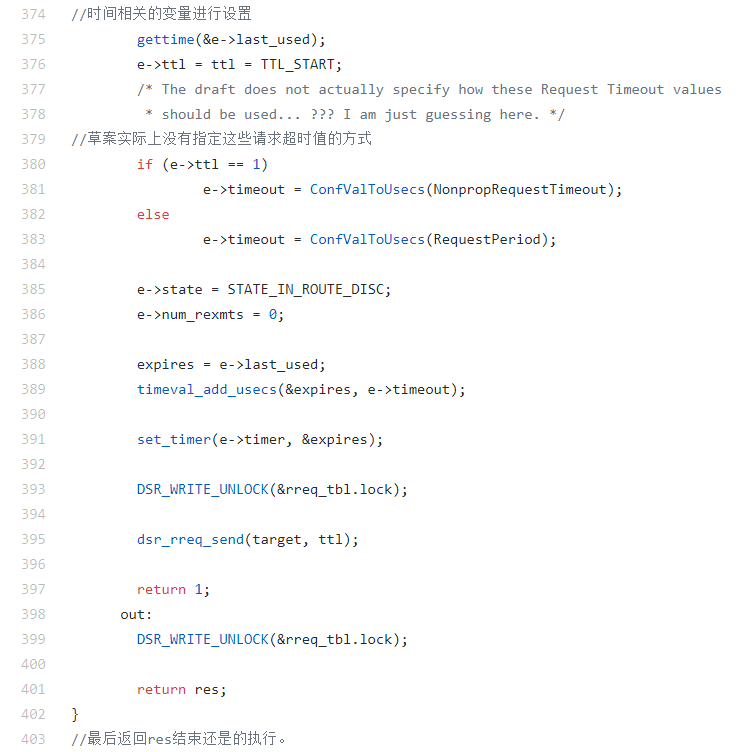 374 //时间相关的变量进行设置
375 gettime(&e->last_used);
376 e->ttl = ttl = TTL_START;
377 /* The draft does not actually specify how these Request Timeout values
378 * should be used... ??? I am just guessing here. */
379 //草案实际上没有指定这些请求超时值的方式
380 if (e->ttl == 1)
381 e->timeout = ConfValToUsecs(NonpropRequestTimeout);
382 else
383 e->timeout = ConfValToUsecs(RequestPeriod);
384
385 e->state = STATE_IN_ROUTE_DISC;
386 e->num_rexmts = 0;
387
388 expires = e->last_used;
389 timeval_add_usecs(&expires, e->timeout);
390
391 set_timer(e->timer, &expires);
392
393 DSR_WRITE_UNLOCK(&rreq_tbl.lock);
394
395 dsr_rreq_send(target, ttl);
396
397 return 1;
398 out:
399 DSR_WRITE_UNLOCK(&rreq_tbl.lock);
400
401 return res;
402 }
403 //最后返回res结束还是的执行。